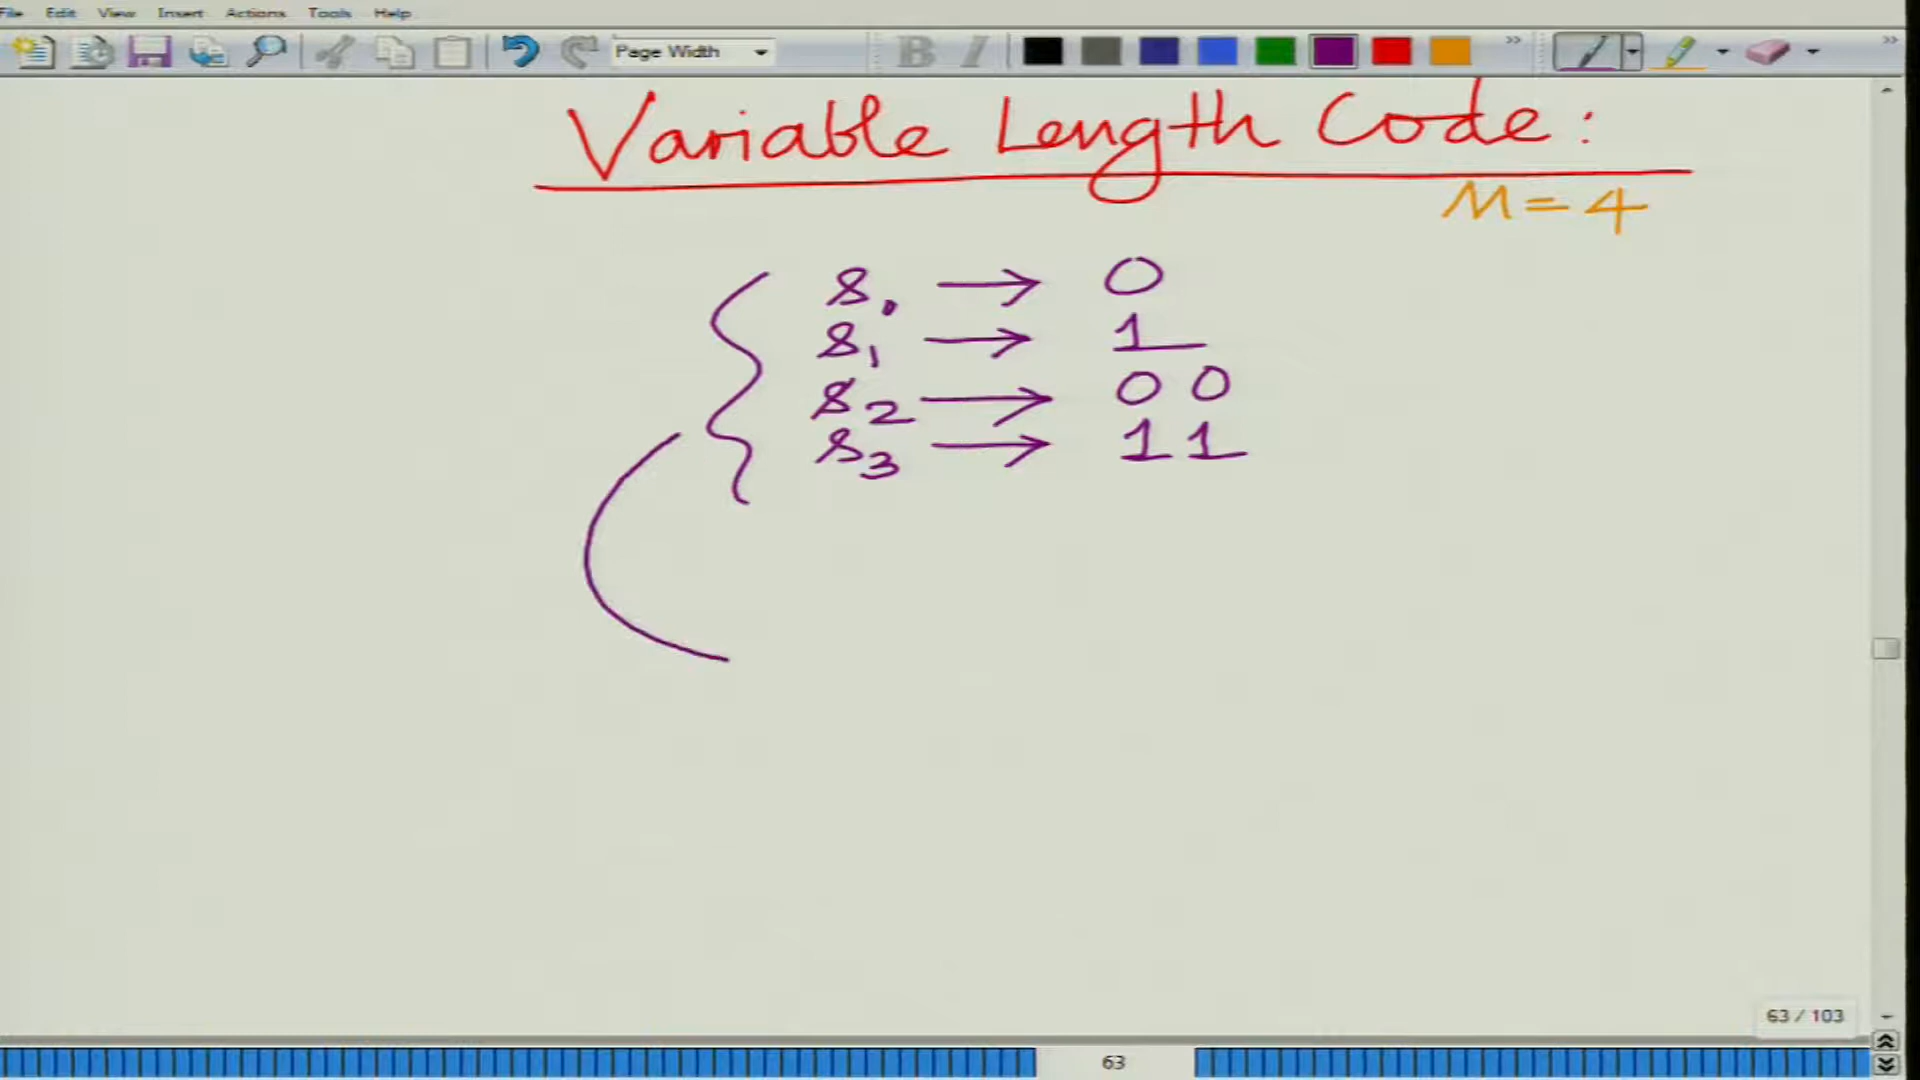 File Edit View Insert Actions Tools Help
Page Width B I
Variable Length Code:
M = 4
s₀ → 0
s₁ → 1
s₂ → 00
s₃ → 11
63 / 103
63